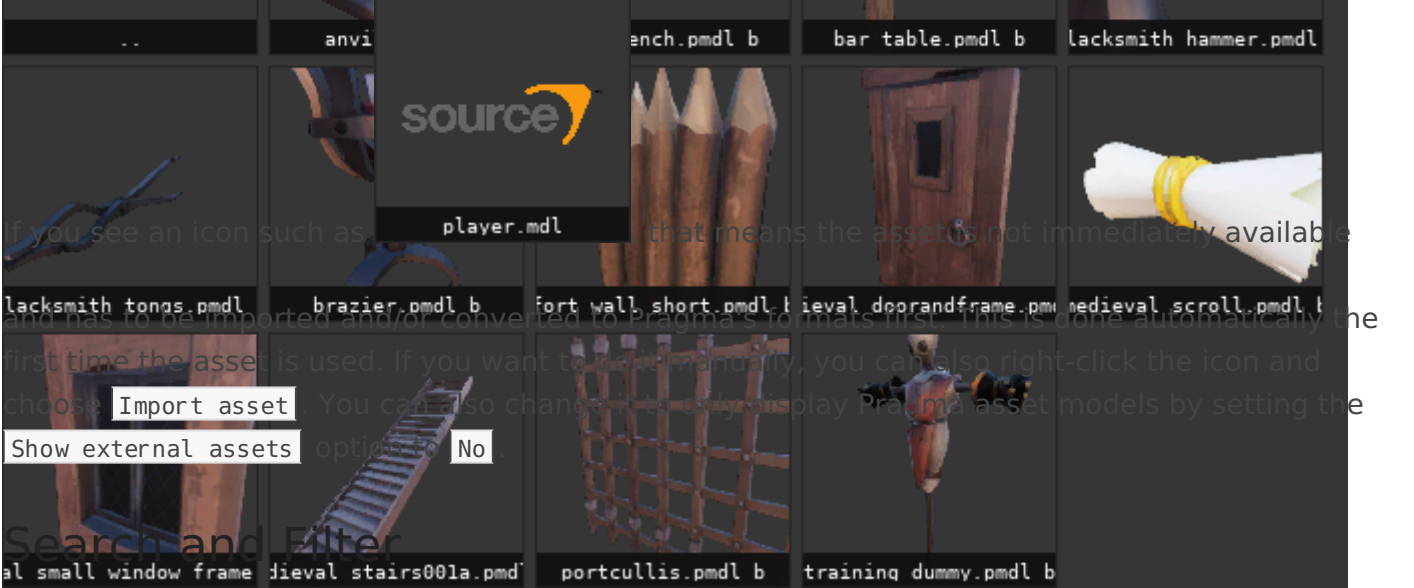 ..
anvi
ench.pmdl b
bar table.pmdl b
lacksmith hammer.pmdl
source
player.mdl
If you see an icon such as that means the asset is not immediately available
lacksmith tongs.pmdl
brazier.pmdl b
fort wall short.pmdl b
ieval doorandframe.pmd
medieval scroll.pmdl b
and has to be imported and/or converted to Pragma's formats first. This is done automatically the
first time the asset is used. If you want to manually, you can also right-click the icon and
choose Import asset . You can also change to only display Pragma asset models by setting the
Show external assets option to No .
Search and Filter
al small window frame
dieval stairs001a.pmd
portcullis.pmdl b
training dummy.pmdl b